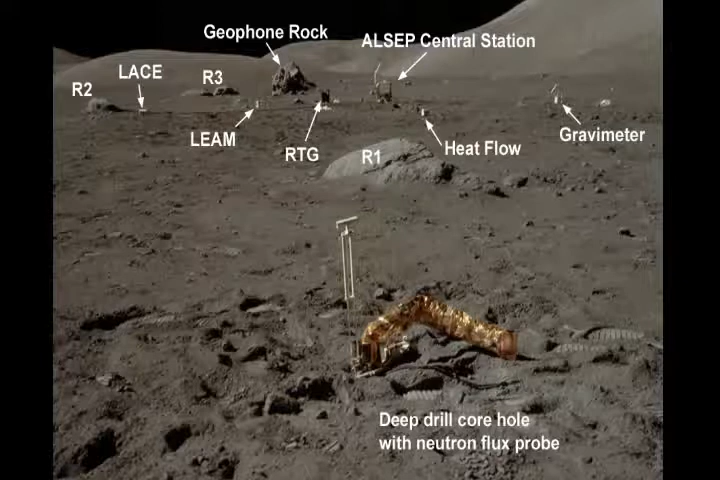 Geophone Rock
ALSEP Central Station
LACE
R3
R2
LEAM
RTG
R1
Heat Flow
Gravimeter
Deep drill core hole
with neutron flux probe